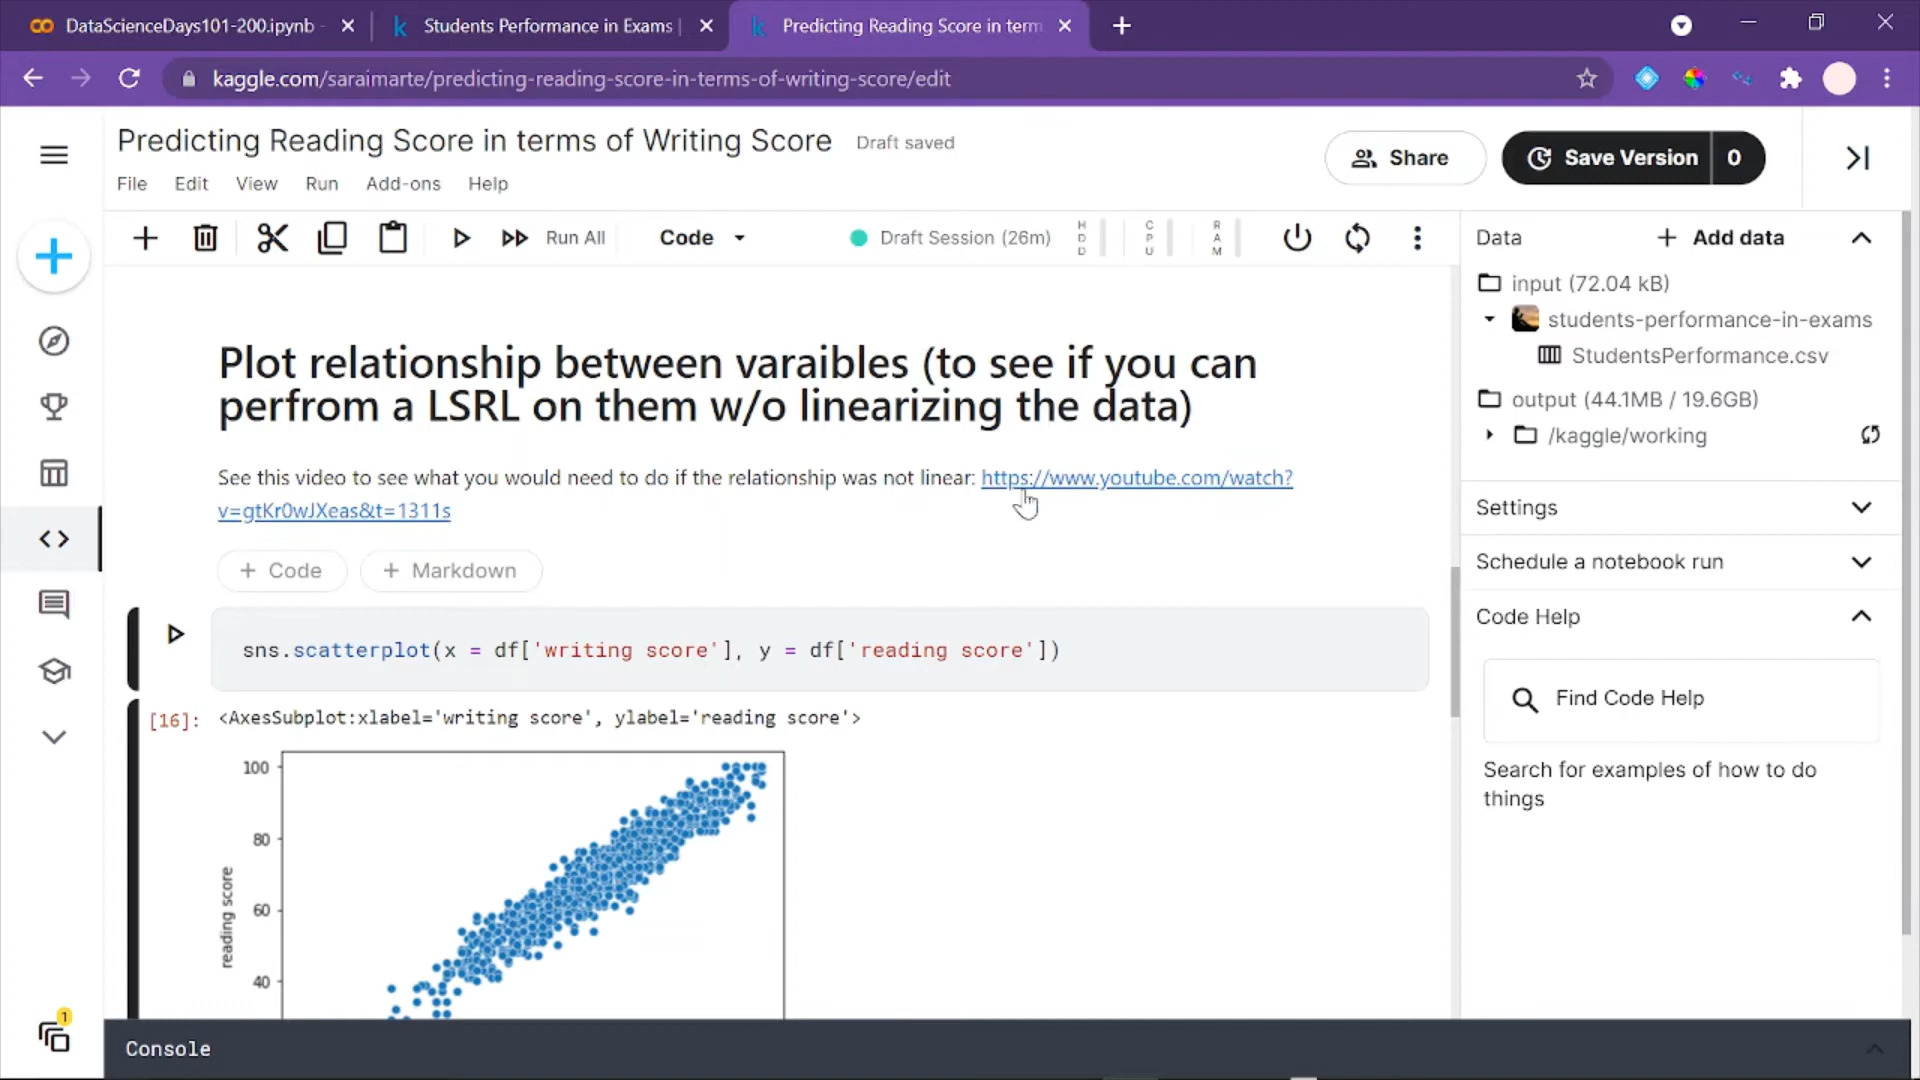 DataScienceDays101-200.ipynb -
Students Performance in Exams |
Predicting Reading Score in term
kaggle.com/saraimarte/predicting-reading-score-in-terms-of-writing-score/edit
Predicting Reading Score in terms of Writing Score
Draft saved
Share
Save Version
0
File
Edit
View
Run
Add-ons
Help
Run All
Code
Draft Session (26m)
HDD
CPU
RAM
Data
Add data
input (72.04 kB)
students-performance-in-exams
StudentsPerformance.csv
output (44.1MB / 19.6GB)
/kaggle/working
Settings
Schedule a notebook run
Code Help
Find Code Help
Search for examples of how to do
things
Plot relationship between varaibles (to see if you can
perfrom a LSRL on them w/o linearizing the data)
See this video to see what you would need to do if the relationship was not linear: https://www.youtube.com/watch?
v=gtKr0wJXeas&t=1311s
+ Code
+ Markdown
sns.scatterplot(x = df['writing score'], y = df['reading score'])
[16]:
<AxesSubplot:xlabel='writing score', ylabel='reading score'>
100
80
60
40
reading score
1
Console